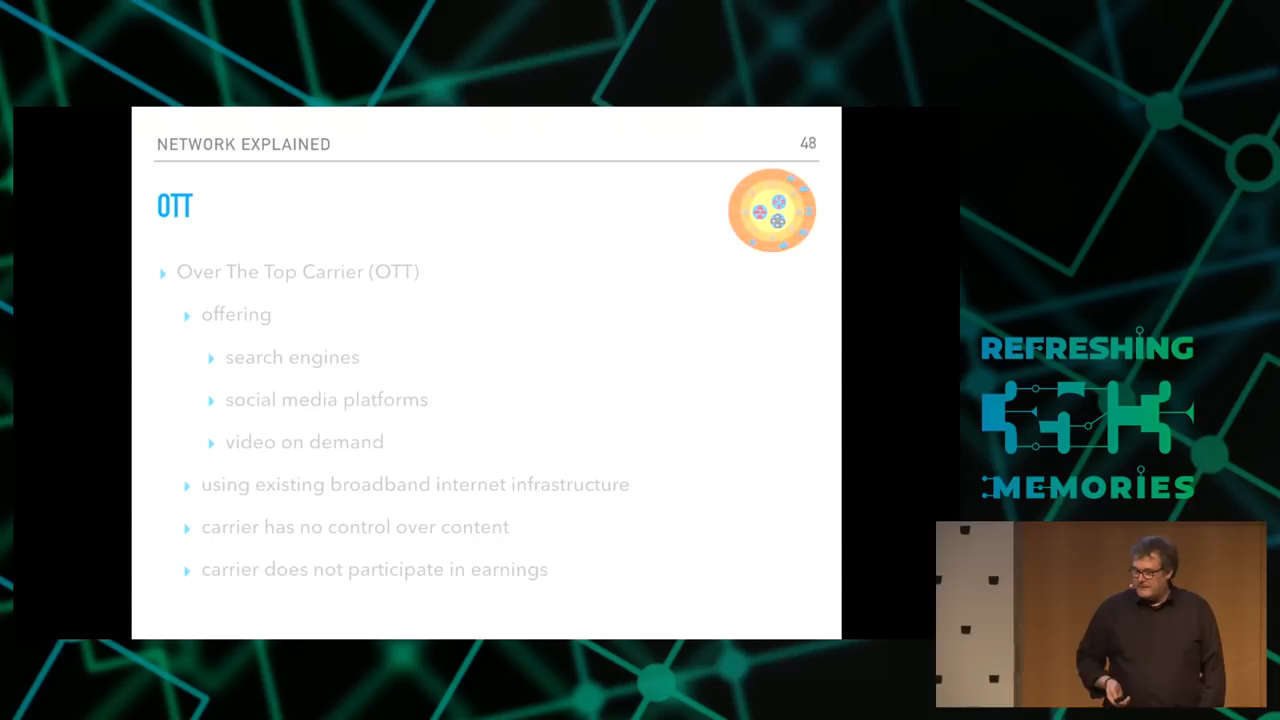 NETWORK EXPLAINED
48
OTT
Over The Top Carrier (OTT)
offering
search engines
social media platforms
video on demand
using existing broadband internet infrastructure
carrier has no control over content
carrier does not participate in earnings
REFRESHING
MEMORIES